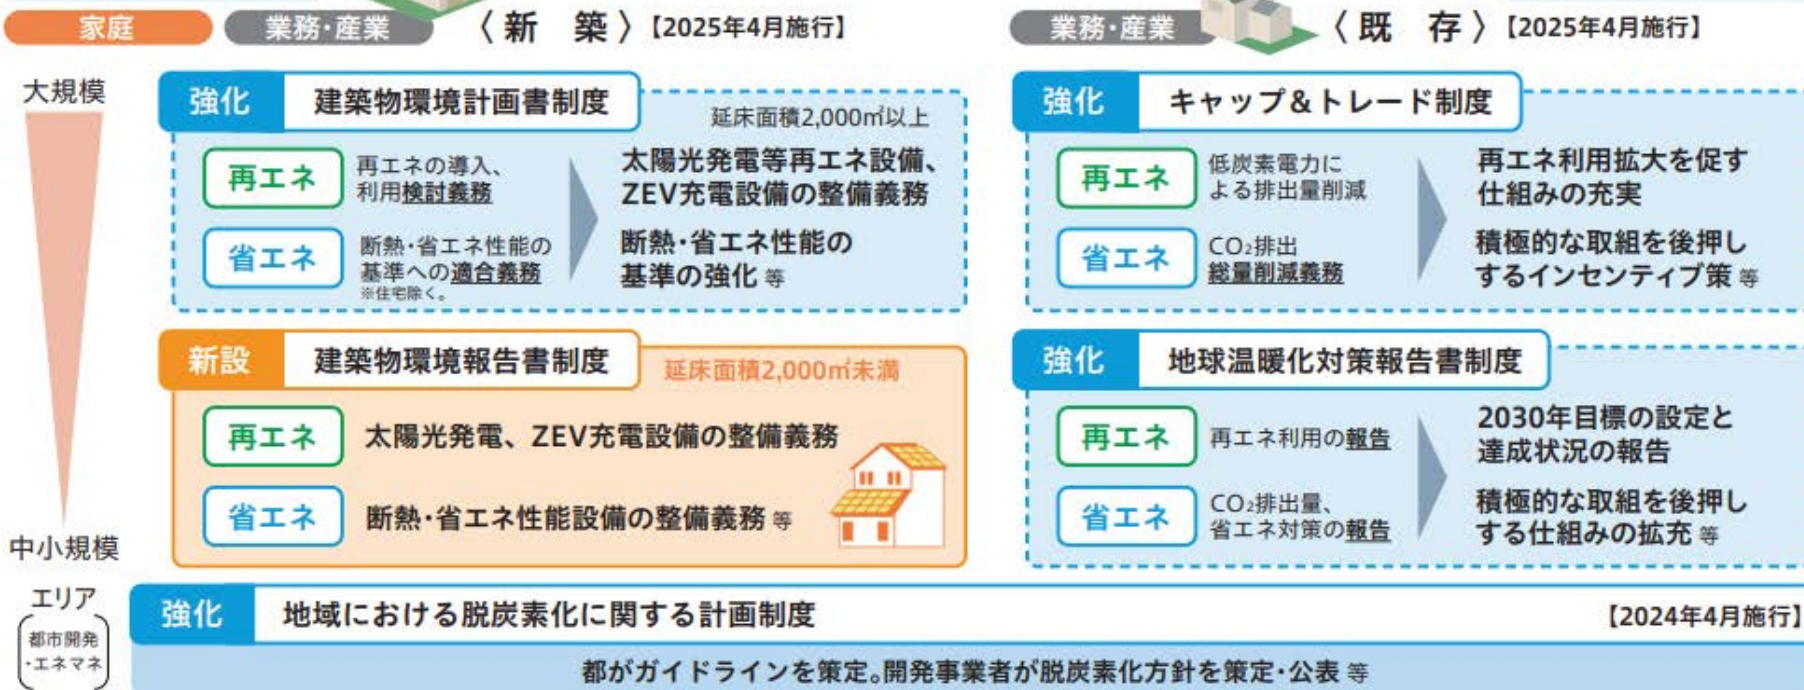 家庭
業務・産業
〈新 築〉【2025年4月施行】
業務・産業
〈既 存〉【2025年4月施行】
大規模
中小規模
強化
建築物環境計画書制度
延床面積2,000㎡以上
再エネ
再エネの導入、
利用検討義務
太陽光発電等再エネ設備、
ZEV充電設備の整備義務
省エネ
断熱・省エネ性能の
基準への適合義務
※住宅除く。
断熱・省エネ性能の
基準の強化 等
強化
キャップ＆トレード制度
再エネ
低炭素電力に
よる排出量削減
再エネ利用拡大を促す
仕組みの充実
省エネ
CO₂排出
総量削減義務
積極的な取組を後押し
するインセンティブ策 等
新設
建築物環境報告書制度
延床面積2,000㎡未満
再エネ
太陽光発電、ZEV充電設備の整備義務
省エネ
断熱・省エネ性能設備の整備義務 等
強化
地球温暖化対策報告書制度
再エネ
再エネ利用の報告
2030年目標の設定と
達成状況の報告
省エネ
CO₂排出量、
省エネ対策の報告
積極的な取組を後押し
する仕組みの拡充 等
エリア
都市開発
・エネマネ
強化
地域における脱炭素化に関する計画制度
【2024年4月施行】
都がガイドラインを策定。開発事業者が脱炭素化方針を策定・公表 等